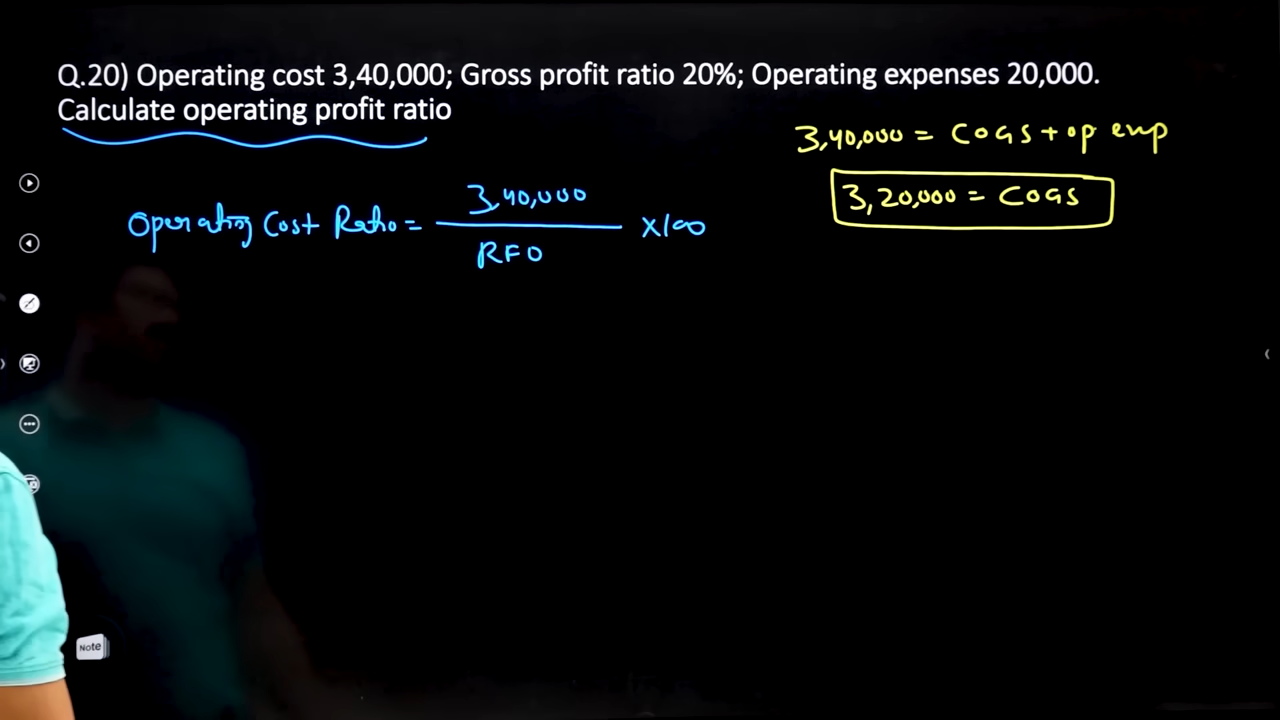 Q.20) Operating cost 3,40,000; Gross profit ratio 20%; Operating expenses 20,000.
Calculate operating profit ratio
3,40,000 = COGS + op exp
3,20,000 = COGS
Operating Cost Ratio = 3,40,000 / RFO × 100
Note